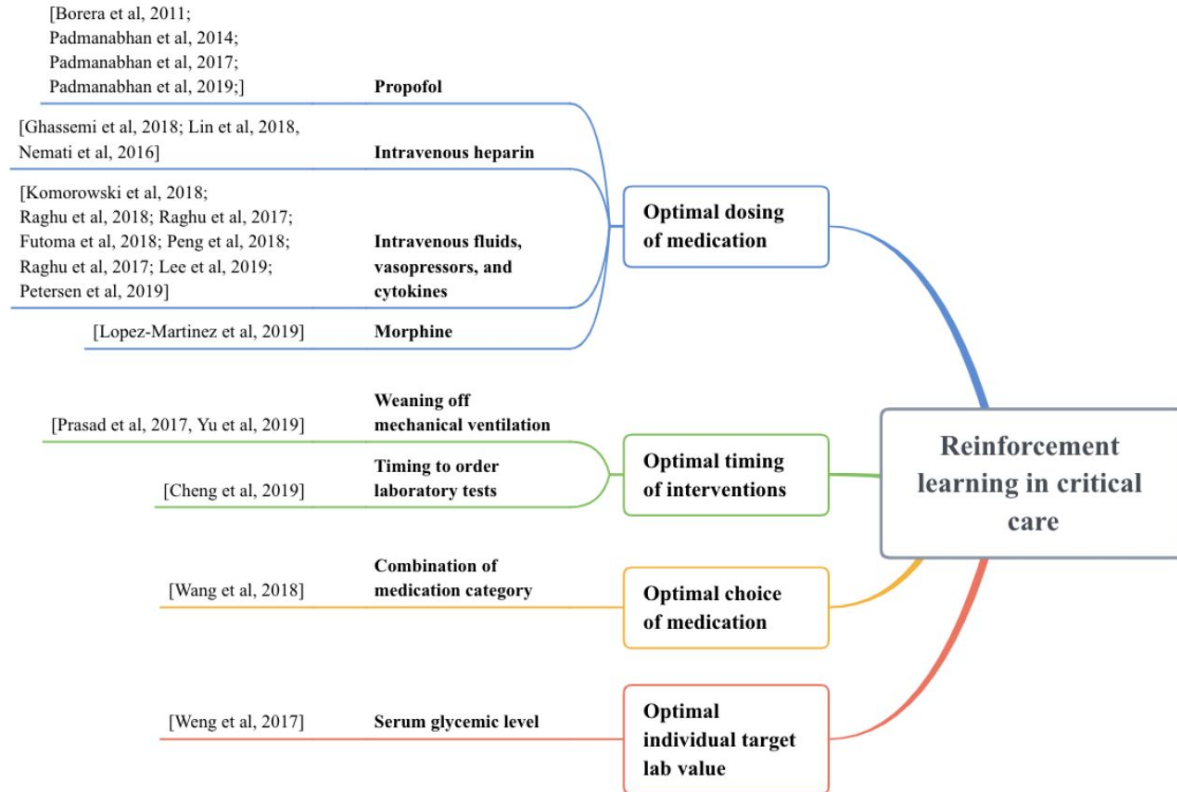 [Borera et al, 2011;
Padmanabhan et al, 2014;
Padmanabhan et al, 2017;
Padmanabhan et al, 2019;]
Propofol
[Ghassemi et al, 2018; Lin et al, 2018,
Nemati et al, 2016]
Intravenous heparin
[Komorowski et al, 2018;
Raghu et al, 2018; Raghu et al, 2017;
Futoma et al, 2018; Peng et al, 2018;
Raghu et al, 2017; Lee et al, 2019;
Petersen et al, 2019]
Intravenous fluids,
vasopressors, and
cytokines
[Lopez-Martinez et al, 2019]
Morphine
Optimal dosing
of medication
[Prasad et al, 2017, Yu et al, 2019]
Weaning off
mechanical ventilation
[Cheng et al, 2019]
Timing to order
laboratory tests
Optimal timing
of interventions
[Wang et al, 2018]
Combination of
medication category
Optimal choice
of medication
[Weng et al, 2017]
Serum glycemic level
Optimal
individual target
lab value
Reinforcement
learning in critical
care